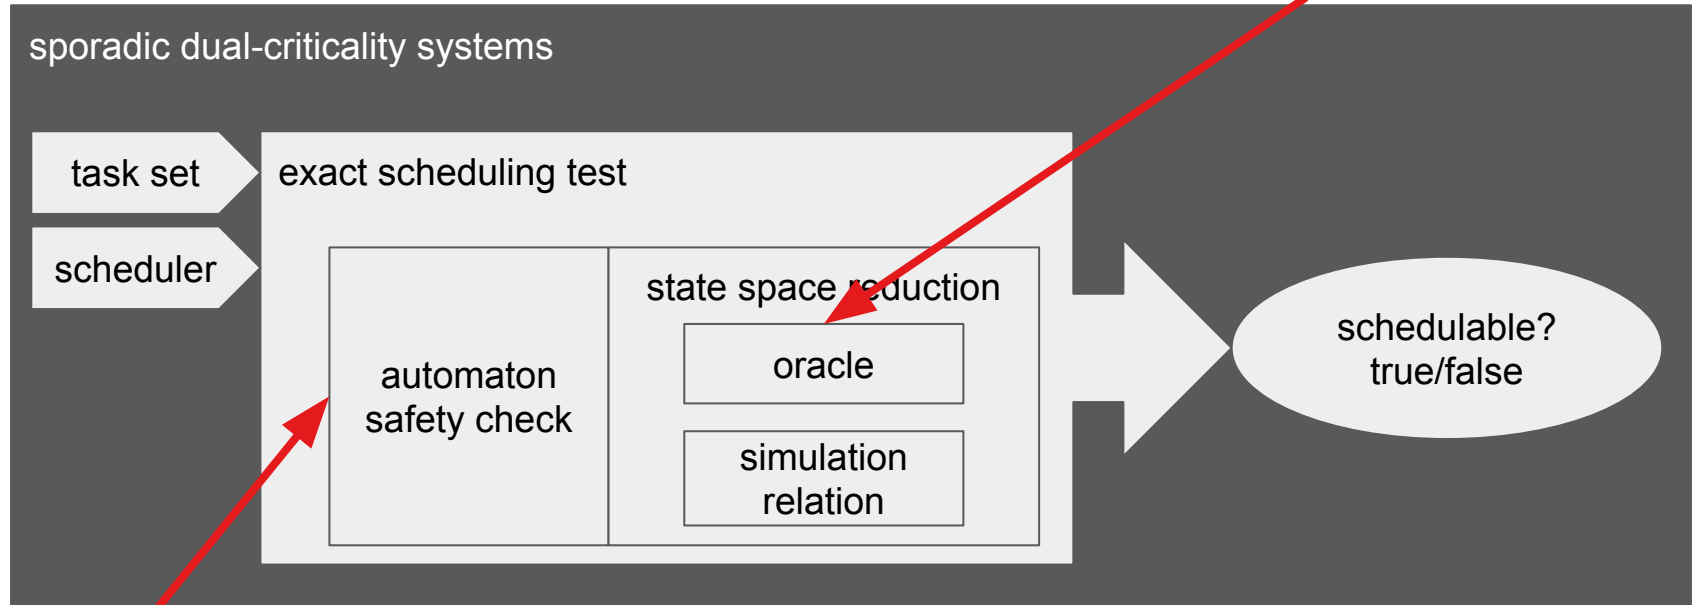 sporadic dual-criticality systems
task set
scheduler
exact scheduling test
automaton
safety check
state space reduction
oracle
simulation
relation
schedulable?
true/false